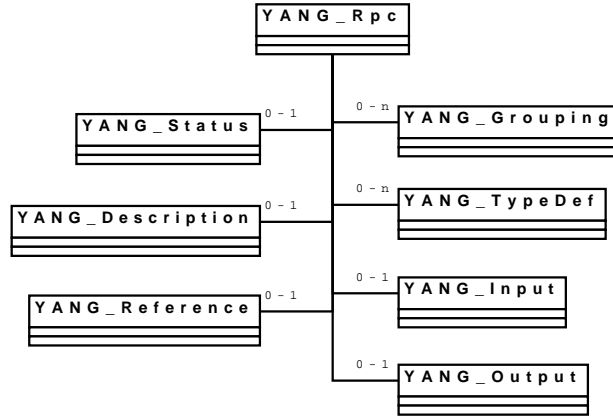 YANG_Rpc
0-1
0-n
YANG_Status
YANG_Grouping
0-1
0-n
YANG_Description
YANG_TypeDef
0-1
0-1
YANG_Reference
YANG_Input
0-1
YANG_Output